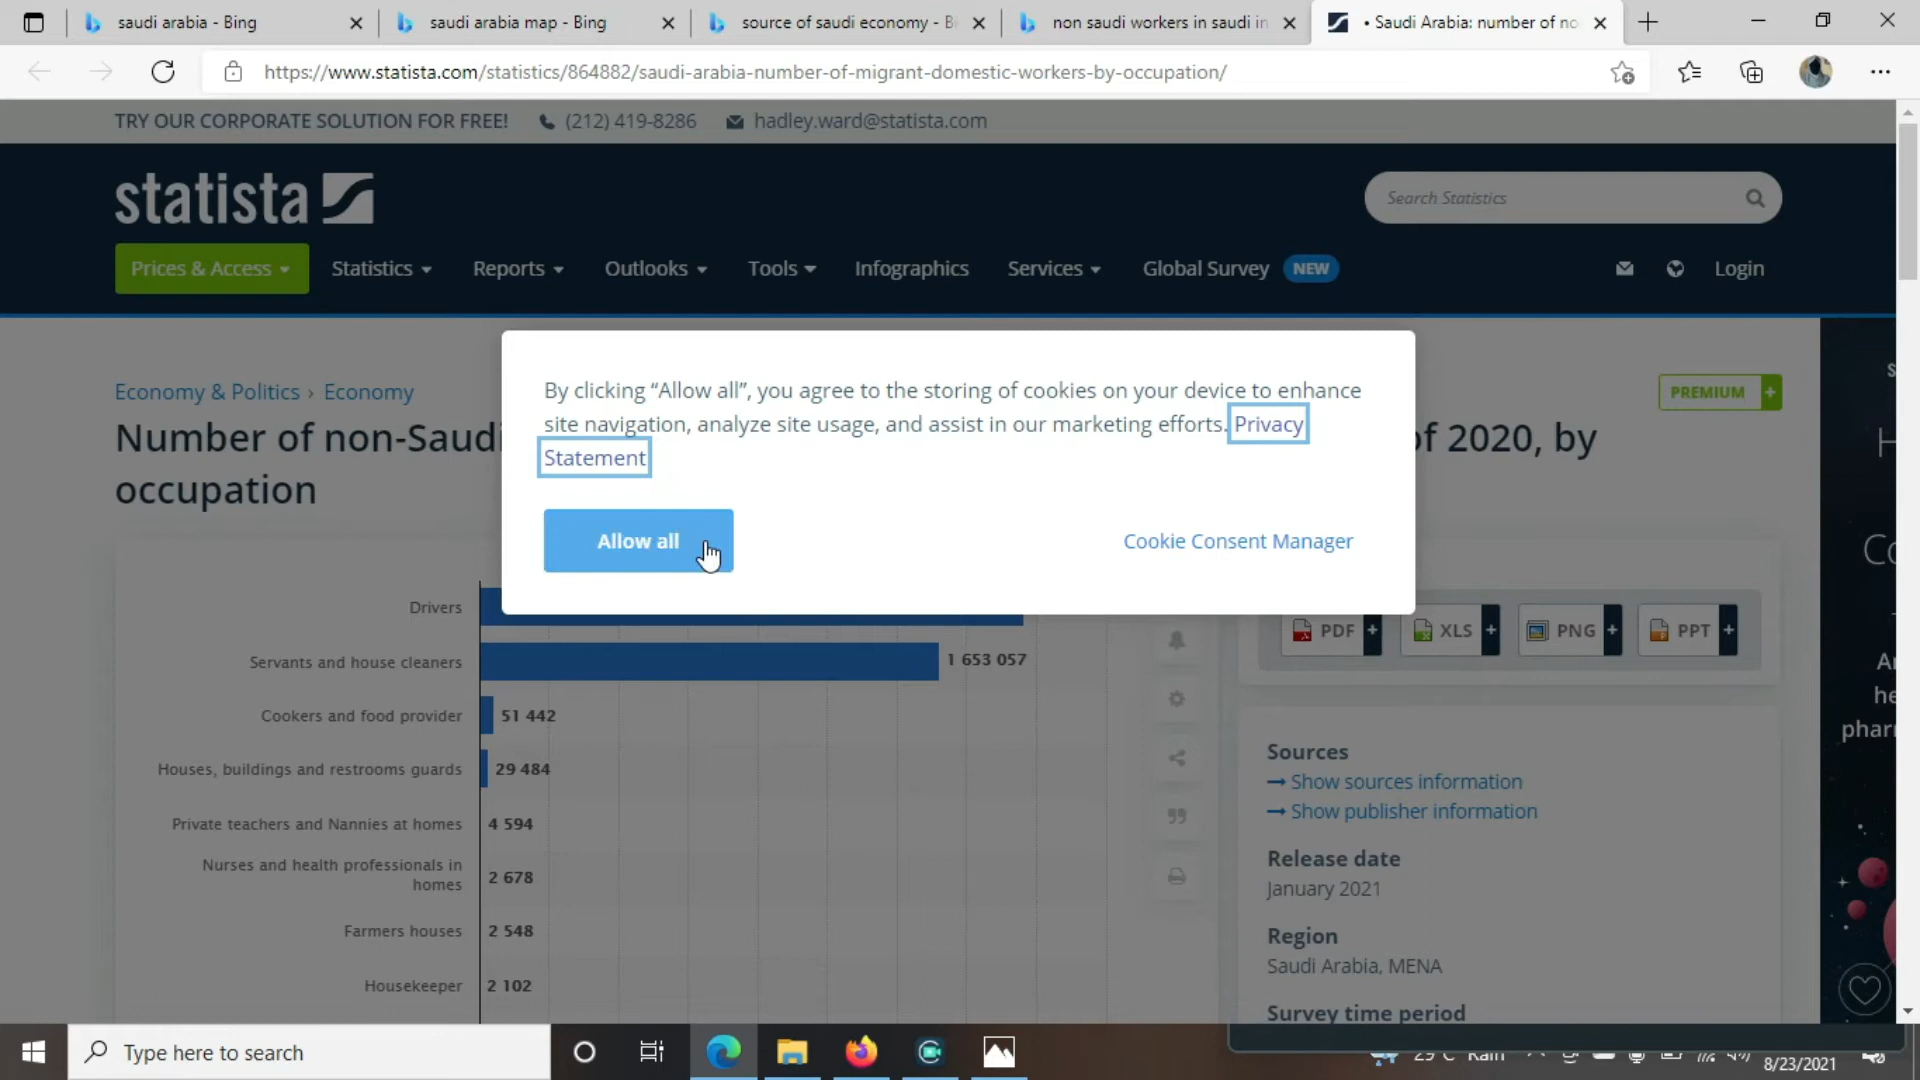 saudi arabia - Bing
saudi arabia map - Bing
source of saudi economy - Bi
non saudi workers in saudi in
• Saudi Arabia: number of no
https://www.statista.com/statistics/864882/saudi-arabia-number-of-migrant-domestic-workers-by-occupation/
TRY OUR CORPORATE SOLUTION FOR FREE! (212) 419-8286 hadley.ward@statista.com
statista
Search Statistics
Prices & Access Statistics Reports Outlooks Tools Infographics Services Global Survey NEW Login
By clicking “Allow all”, you agree to the storing of cookies on your device to enhance
site navigation, analyze site usage, and assist in our marketing efforts. Privacy
Statement
Allow all
Cookie Consent Manager
Economy & Politics › Economy
PREMIUM +
Number of non-Saudi of 2020, by
occupation
Drivers
Servants and house cleaners 1 653 057
Cookers and food provider 51 442
Houses, buildings and restrooms guards 29 484
Private teachers and Nannies at homes 4 594
Nurses and health professionals in
homes 2 678
Farmers houses 2 548
Housekeeper 2 102
PDF + XLS + PNG + PPT +
Sources
→ Show sources information
→ Show publisher information
Release date
January 2021
Region
Saudi Arabia, MENA
Survey time period
S
H
Co
A
he
phar
Type here to search
29°C Rain
8/23/2021